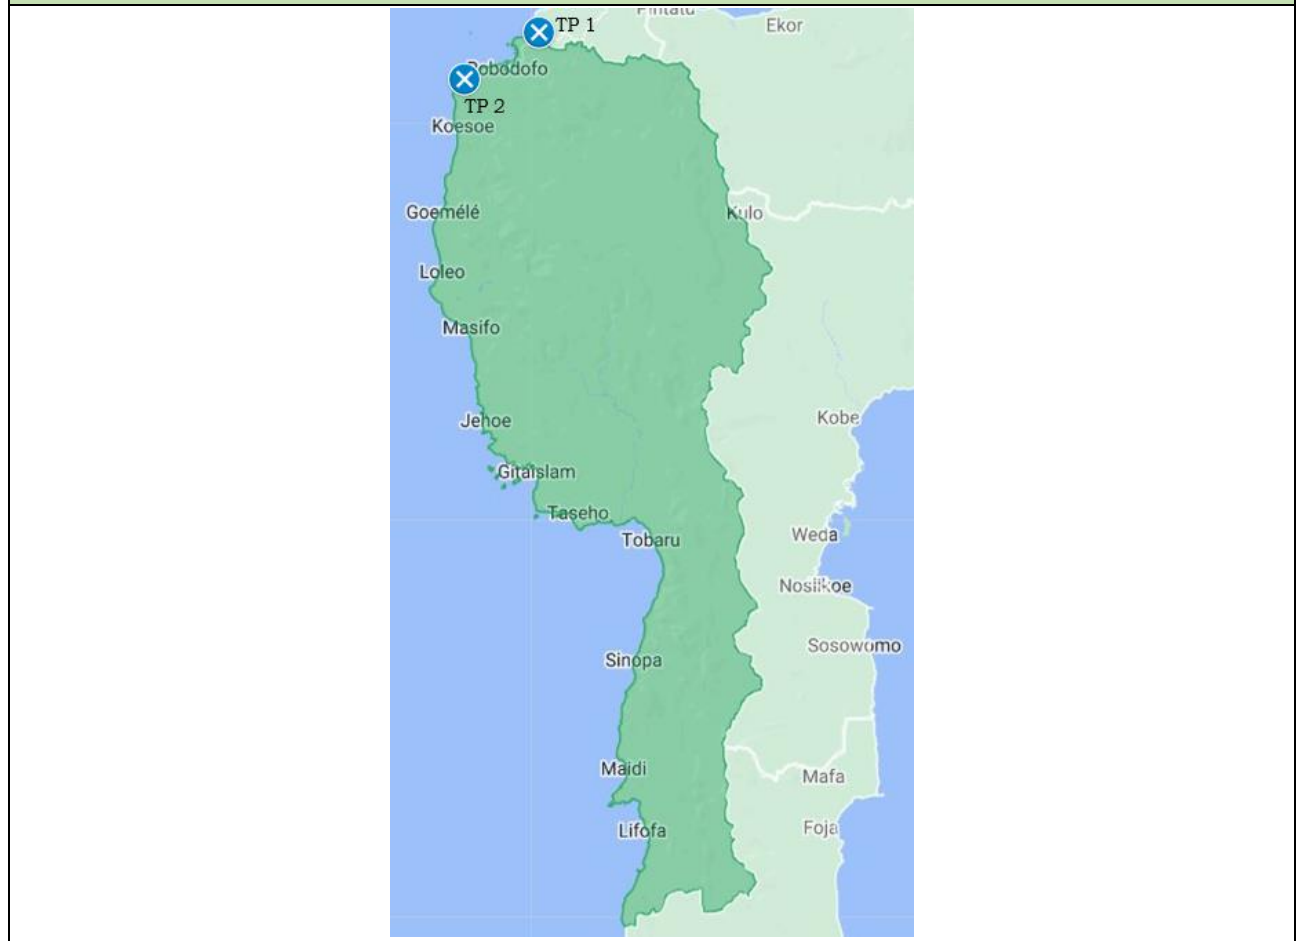 TP 1
Ekor
TP 2
Koesoe
Goemélé
Kulo
Loleo
Masifo
Kobe
Jehoe
Gitaislam
Taseho
Weda
Tobaru
Nosilkoe
Sosowomo
Sinopa
Maidi
Mafa
Foja
Lifofa